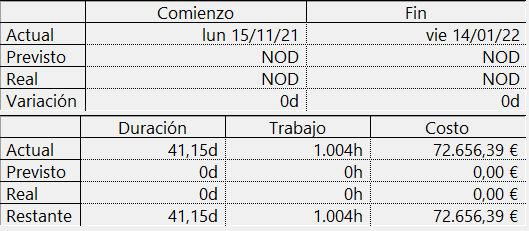 Comienzo Fin
Actual lun 15/11/21 vie 14/01/22
Previsto NOD NOD
Real NOD NOD
Variación 0d 0d
Duración Trabajo Costo
Actual 41,15d 1.004h 72.656,39 €
Previsto 0d 0h 0,00 €
Real 0d 0h 0,00 €
Restante 41,15d 1.004h 72.656,39 €